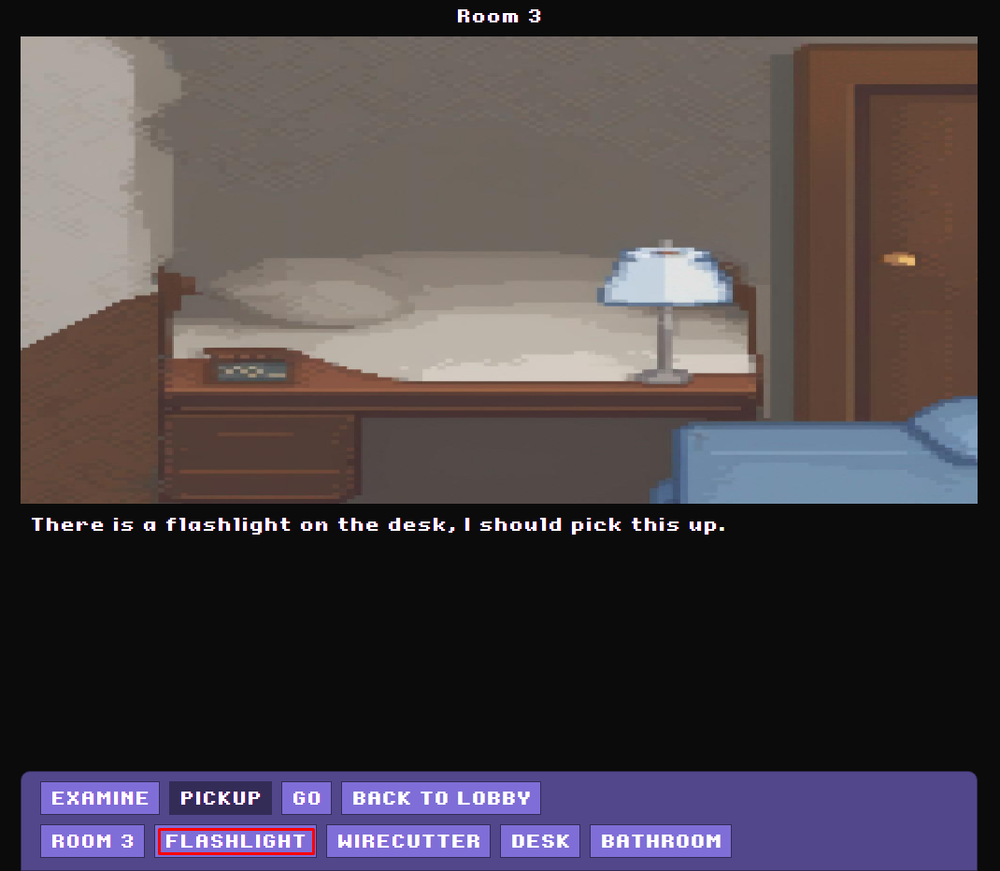 Room 3
There is a flashlight on the desk, I should pick this up.
EXAMINE PICKUP GO BACK TO LOBBY
ROOM 3 FLASHLIGHT WIRECUTTER DESK BATHROOM